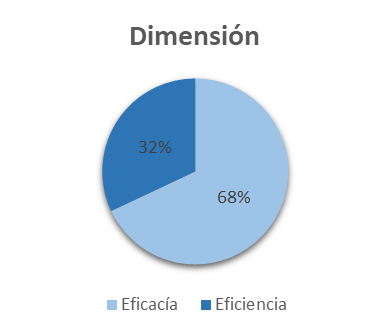 Dimensión
32%
68%
Eficacía Eficiencia